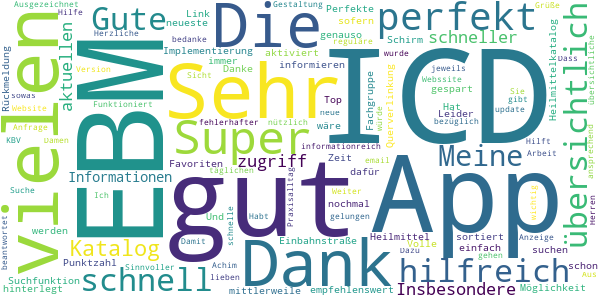 Ausgezeichnet
Hilfe
Herzliche
Rückmeldung
vielen
EBM
Gute
aktuellen
Die
Link
neueste
Implementierung
immer
Danke
Gestaltung
bedanke
aktiviert
informieren
Perfekte
genauso
sofern
reguläre
perfekt
Schirm
schneller
wurde
Grüße
Dass
Heilmittelkatalog
Version
sowas
Funktioniert
Website
Anfrage
KBV
Damen
Suche
Ich
werden
Sehr
Sicht
Super
gut
ICD
App
Fachgruppe
Querverlinkung
würde
Top
wäre
nützlich
fehlerhafter
informationreich
Praxisalltag
Websseite
gespart
Hat
Leider
bezüglich
Meine
jeweils
Sie
gibt
update
neue
Hilft
Arbeit
übersichtlich
übersichtliche
ansprechend
Herren
wichtig
Informationen
Favoriten
zugriff
täglichen
Zeit
email
dafür
Weiter
nochmal
gelungen
Katalog
Punktzahl
Und
schnelle
Habt
Einbahnstraße
Heilmittel
Volle
sortiert
einfach
Anzeige
suchen
Dazu
gehen
schon
Aus
beantwortet
Suchfunktion
hinterlegt
schnell
Sinnvoller
Damit
Achim
lieben
Dank
mittlerweile
empfehlenswert
hilfreich
Insbesondere
Möglichkeit